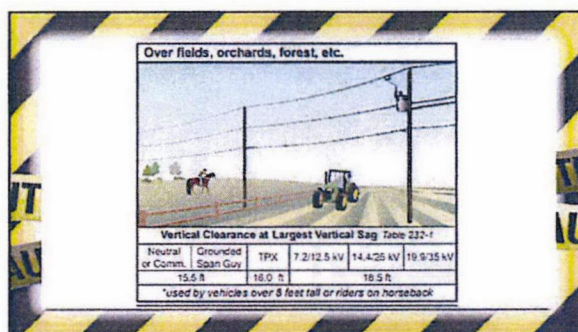 Over fields, orchards, forest, etc.
Vertical Clearance at Largest Vertical Sag Table 232-1
Neutral or Comm. Grounded Span Guy TPX 7.2/12.5 kV 14.4/25 kV 19.9/35 kV
15.5 ft 16.0 ft 18.5 ft
*used by vehicles over 8 feet tall or riders on horseback